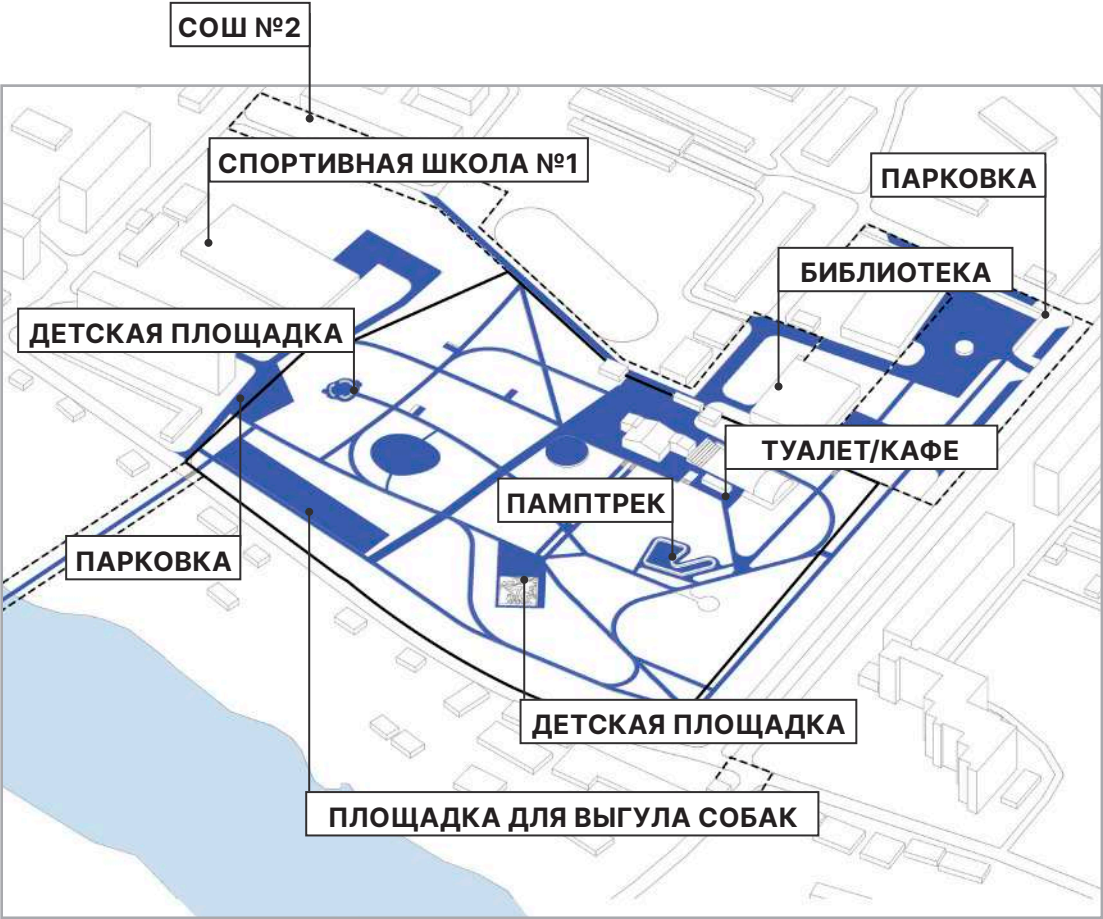 СОШ №2
СПОРТИВНАЯ ШКОЛА №1
ПАРКОВКА
БИБЛИОТЕКА
ДЕТСКАЯ ПЛОЩАДКА
ТУАЛЕТ/КАФЕ
ПАМПТРЕК
ПАРКОВКА
ДЕТСКАЯ ПЛОЩАДКА
ПЛОЩАДКА ДЛЯ ВЫГУЛА СОБАК